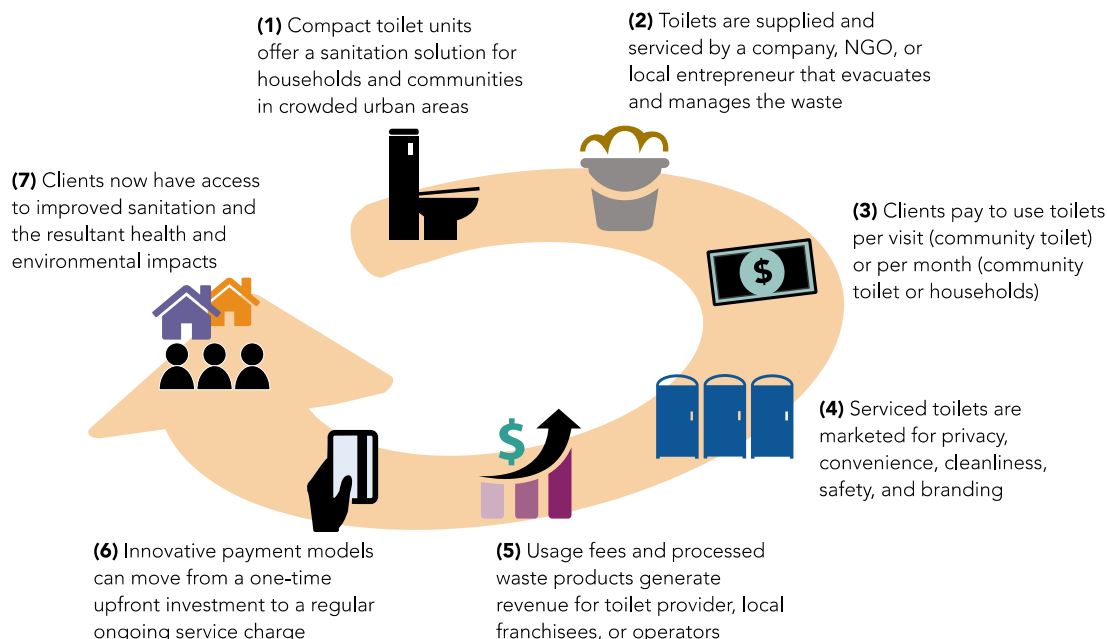 (1) Compact toilet units
offer a sanitation solution for
households and communities
in crowded urban areas
(2) Toilets are supplied and
serviced by a company, NGO, or
local entrepreneur that evacuates
and manages the waste
(3) Clients pay to use toilets
per visit (community toilet)
or per month (community
toilet or households)
$
(4) Serviced toilets are
marketed for privacy,
convenience, cleanliness,
safety, and branding
$
(5) Usage fees and processed
waste products generate
revenue for toilet provider, local
franchisees, or operators
(6) Innovative payment models
can move from a one-time
upfront investment to a regular
ongoing service charge
(7) Clients now have access
to improved sanitation and
the resultant health and
environmental impacts